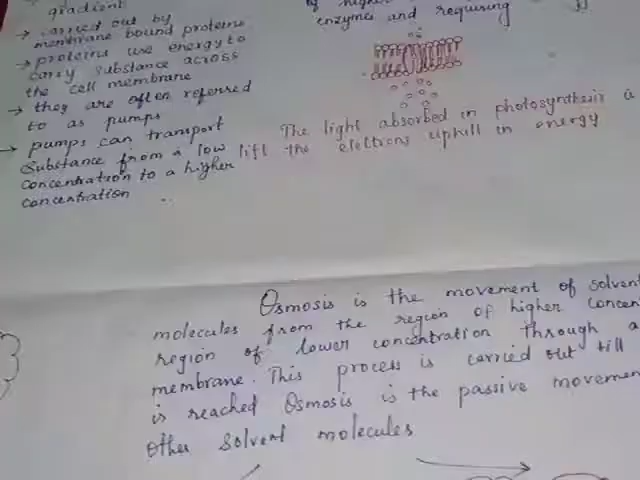 gradient
→ carried out by
membrane bound proteins
→ proteins use energy to
carry substance across
the cell membrane
→ they are often referred
to as pumps
→ pumps can transport
substance from a low
concentration to a higher
concentration
enzymes and requiring
The light absorbed in photosynthesis is
lift the elctrons uphill in energy
Osmosis is the movement of solvent
molecules from the region of higher concen
region of lower concentration through a
membrane. This process is carried out till
is reached Osmosis is the passive movemen
other solvent molecules